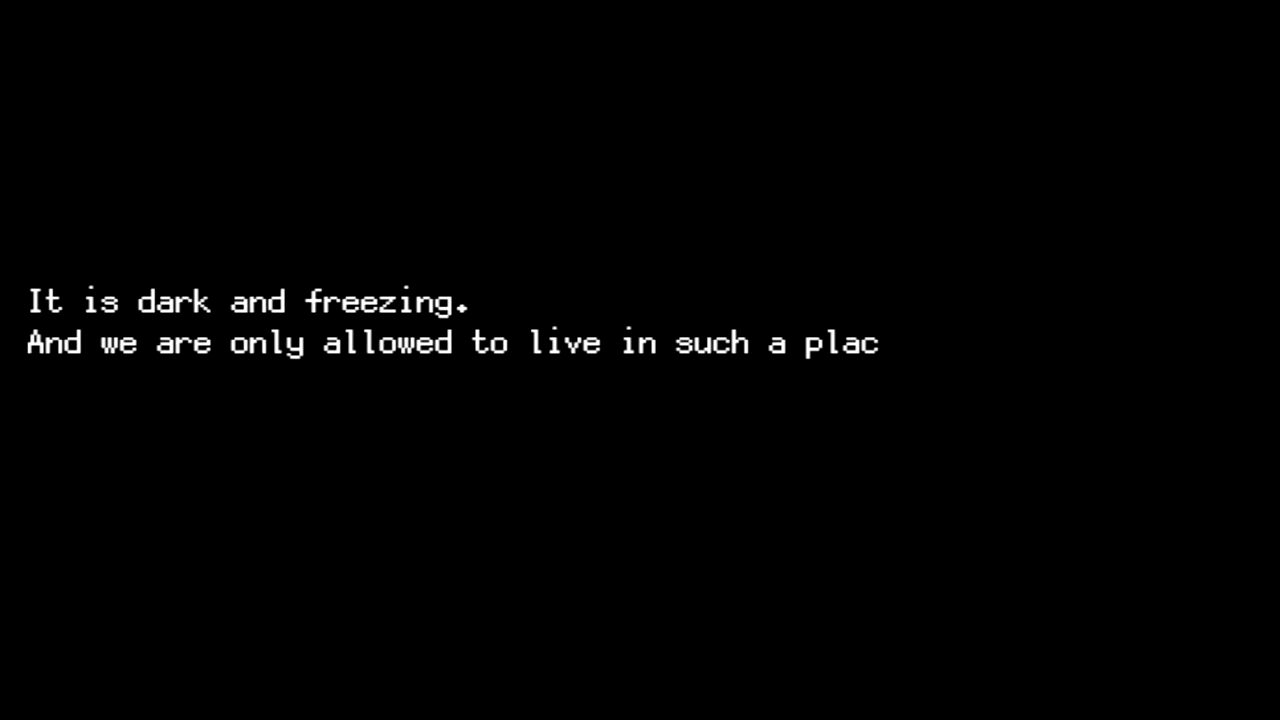 It is dark and freezing.
And we are only allowed to live in such a plac